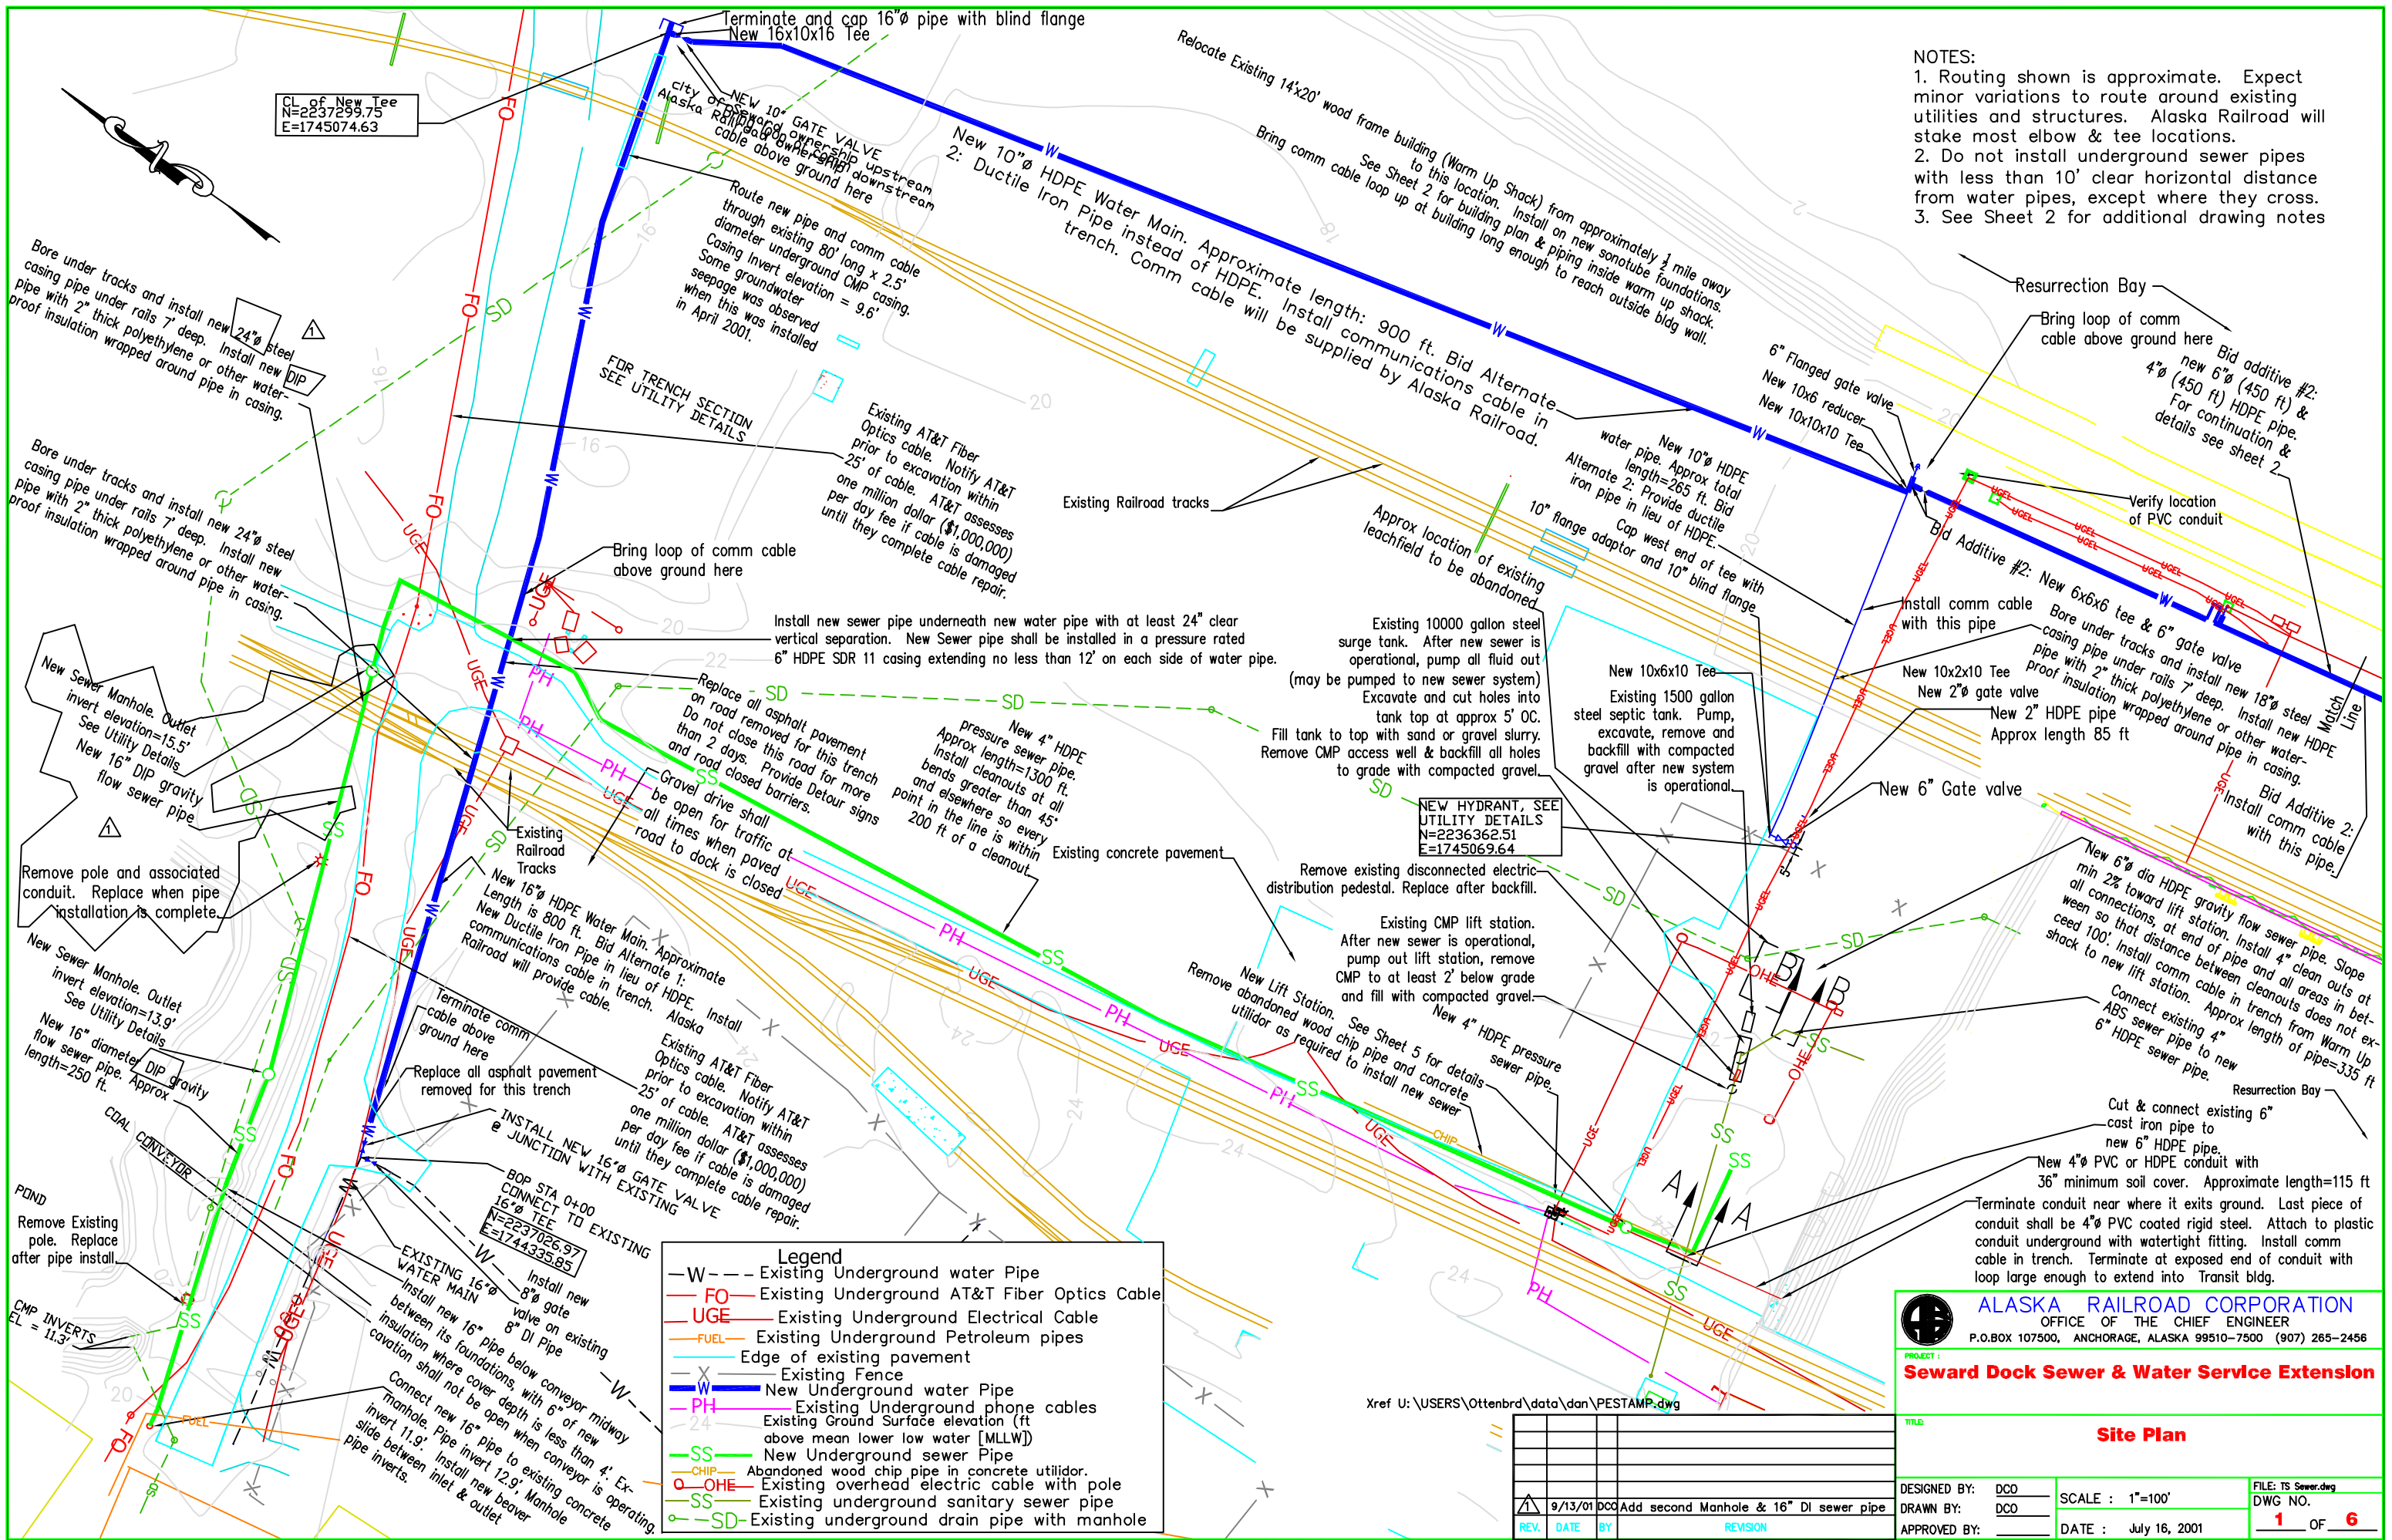 Terminate and cap 16"ø pipe with blind flange
New 16x10x16 Tee
CL of New Tee
N=2237299.75
E=1745074.63
NEW 10" GATE VALVE
City of Seward ownership upstream
Alaska Railroad ownership downstream
cable above ground here
Route new pipe and comm cable
through existing 80' long x 2.5'
diameter underground CMP casing.
Casing Invert elevation = 9.6'
Some groundwater
seepage was observed
when this was installed
in April 2001.
New 10"ø HDPE Water Main. Approximate length: 900 ft. Bid Alternate
2: Ductile Iron Pipe instead of HDPE. Install communications cable in
trench. Comm cable will be supplied by Alaska Railroad.
Relocate Existing 14'x20' wood frame building (Warm Up Shack) from approximately ½ mile away
to this location. Install on new sonotube foundations.
See Sheet 2 for building plan & piping inside warm up shack.
Bring comm cable loop up at building long enough to reach outside bldg wall.
NOTES:
1. Routing shown is approximate. Expect
minor variations to route around existing
utilities and structures. Alaska Railroad will
stake most elbow & tee locations.
2. Do not install underground sewer pipes
with less than 10' clear horizontal distance
from water pipes, except where they cross.
3. See Sheet 2 for additional drawing notes
Resurrection Bay
Bring loop of comm
cable above ground here
Bid additive #2:
new 6"ø (450 ft) &
4"ø (450 ft) HDPE pipe.
For continuation &
details see sheet 2
6" Flanged gate valve
New 10x6 reducer
New 10x10x10 Tee
Verify location
of PVC conduit
Bid Additive #2: New 6x6x6 tee & 6" gate valve
Bore under tracks and install new 24"ø steel
casing pipe under rails 7' deep. Install new DIP
pipe with 2" thick polyethylene or other water-
proof insulation wrapped around pipe in casing.
1
Bore under tracks and install new 24"ø steel
casing pipe under rails 7' deep. Install new
pipe with 2" thick polyethylene or other water-
proof insulation wrapped around pipe in casing.
FOR TRENCH SECTION
SEE UTILITY DETAILS
Existing AT&T Fiber
Optics cable. Notify AT&T
prior to excavation within
25' of cable. AT&T assesses
one million dollar ($1,000,000)
per day fee if cable is damaged
until they complete cable repair.
Existing Railroad tracks
New 10"ø HDPE
water pipe. Approx total
length=265 ft. Bid
Alternate 2: Provide ductile
iron pipe in lieu of HDPE.
Cap west end of tee with
10" flange adaptor and 10" blind flange
Approx location of existing
leachfield to be abandoned
Bring loop of comm cable
above ground here
Install new sewer pipe underneath new water pipe with at least 24" clear
vertical separation. New Sewer pipe shall be installed in a pressure rated
6" HDPE SDR 11 casing extending no less than 12' on each side of water pipe.
Existing 10000 gallon steel
surge tank. After new sewer is
operational, pump all fluid out
(may be pumped to new sewer system)
Excavate and cut holes into
tank top at approx 5' OC.
Fill tank to top with sand or gravel slurry.
Remove CMP access well & backfill all holes
to grade with compacted gravel.
New 10x6x10 Tee
Existing 1500 gallon
steel septic tank. Pump,
excavate, remove and
backfill with compacted
gravel after new system
is operational.
Install comm cable
with this pipe
New 10x2x10 Tee
New 2"ø gate valve
New 2" HDPE pipe
Approx length 85 ft
Bore under tracks and install new 18"ø steel
casing pipe under rails 7' deep. Install new HDPE
pipe with 2" thick polyethylene or other water-
proof insulation wrapped around pipe in casing.
Match
Line
Bid Additive 2:
Install comm cable
with this pipe.
New 6" Gate valve
New Sewer Manhole. Outlet
invert elevation=15.5'
See Utility Details
New 16" DIP gravity
flow sewer pipe
1
Remove pole and associated
conduit. Replace when pipe
installation is complete.
Replace all asphalt pavement
on road removed for this trench
Do not close this road for more
than 2 days. Provide Detour signs
and road closed barriers.
New 4" HDPE
pressure sewer pipe.
Approx length=1300 ft.
Install cleanouts at all
bends greater than 45°
and elsewhere so every
point in the line is within
200 ft of a cleanout
Gravel drive shall
be open for traffic at
all times when paved
road to dock is closed
Existing
Railroad
Tracks
Existing concrete pavement
NEW HYDRANT, SEE
UTILITY DETAILS
N=2236362.51
E=1745069.64
Remove existing disconnected electric
distribution pedestal. Replace after backfill.
Existing CMP lift station.
After new sewer is operational,
pump out lift station, remove
CMP to at least 2' below grade
and fill with compacted gravel.
New 16"ø HDPE Water Main. Approximate
Length is 800 ft. Bid Alternate 1:
New Ductile Iron Pipe in lieu of HDPE. Install
communications cable in trench. Alaska
Railroad will provide cable.
New Lift Station. See Sheet 5 for details
Remove abandoned wood chip pipe and concrete
utilidor as required to install new sewer
New 4" HDPE pressure
sewer pipe.
New 6"ø dia HDPE gravity flow sewer pipe. Slope
min 2% toward lift station. Install 4" clean outs at
all connections, at end of pipe and all areas in bet-
ween so that distance between cleanouts does not ex-
ceed 100'. Install comm cable in trench from Warm Up
shack to new lift station. Approx length of pipe=335 ft
Connect existing 4"
ABS sewer pipe to new
6" HDPE sewer pipe.
Resurrection Bay
Cut & connect existing 6"
cast iron pipe to
new 6" HDPE pipe.
New 4"ø PVC or HDPE conduit with
36" minimum soil cover. Approximate length=115 ft
Terminate conduit near where it exits ground. Last piece of
conduit shall be 4"ø PVC coated rigid steel. Attach to plastic
conduit underground with watertight fitting. Install comm
cable in trench. Terminate at exposed end of conduit with
loop large enough to extend into Transit bldg.
B
B
A
A
New Sewer Manhole. Outlet
invert elevation=13.9'
See Utility Details
New 16" diameter DIP gravity
flow sewer pipe. Approx
length=250 ft.
Terminate comm
cable above
ground here
Replace all asphalt pavement
removed for this trench
Existing AT&T Fiber
Optics cable. Notify AT&T
prior to excavation within
25' of cable. AT&T assesses
one million dollar ($1,000,000)
per day fee if cable is damaged
until they complete cable repair.
INSTALL NEW 16"ø GATE VALVE
@ JUNCTION WITH EXISTING
BOP STA 0+00
CONNECT TO EXISTING
16"ø TEE
N=2237026.97
E=1744335.85
COAL CONVEYOR
POND
Remove Existing
pole. Replace
after pipe install.
CMP INVERTS
EL = 11.3'
EXISTING 16"ø
WATER MAIN
Install new
8"ø gate
valve on existing
8" DI Pipe
Install new 16" pipe below conveyor midway
between its foundations, with 6" of new
insulation where cover depth is less than 4'. Ex-
cavation shall not be open when conveyor is operating.
Connect new 16" pipe to existing concrete
manhole. Pipe invert 12.9', Manhole
invert 11.9'. Install new beaver
slide between inlet & outlet
pipe inverts.
Legend
W Existing Underground water Pipe
FO Existing Underground AT&T Fiber Optics Cable
UGE Existing Underground Electrical Cable
FUEL Existing Underground Petroleum pipes
Edge of existing pavement
X Existing Fence
W New Underground water Pipe
PH Existing Underground phone cables
24 Existing Ground Surface elevation (ft
above mean lower low water [MLLW])
SS New Underground sewer Pipe
CHIP Abandoned wood chip pipe in concrete utilidor.
OHE Existing overhead electric cable with pole
SS Existing underground sanitary sewer pipe
SD Existing underground drain pipe with manhole
Xref U:\USERS\Ottenbrd\data\dan\PESTAMP.dwg
1 9/13/01 DCO Add second Manhole & 16" DI sewer pipe
REV. DATE BY REVISION
ALASKA RAILROAD CORPORATION
OFFICE OF THE CHIEF ENGINEER
P.O.BOX 107500, ANCHORAGE, ALASKA 99510-7500 (907) 265-2456
PROJECT :
Seward Dock Sewer & Water Service Extension
TITLE:
Site Plan
DESIGNED BY: DCO
DRAWN BY: DCO
APPROVED BY:
SCALE : 1"=100'
DATE : July 16, 2001
FILE: TS Sewer.dwg
DWG NO.
1 OF 6